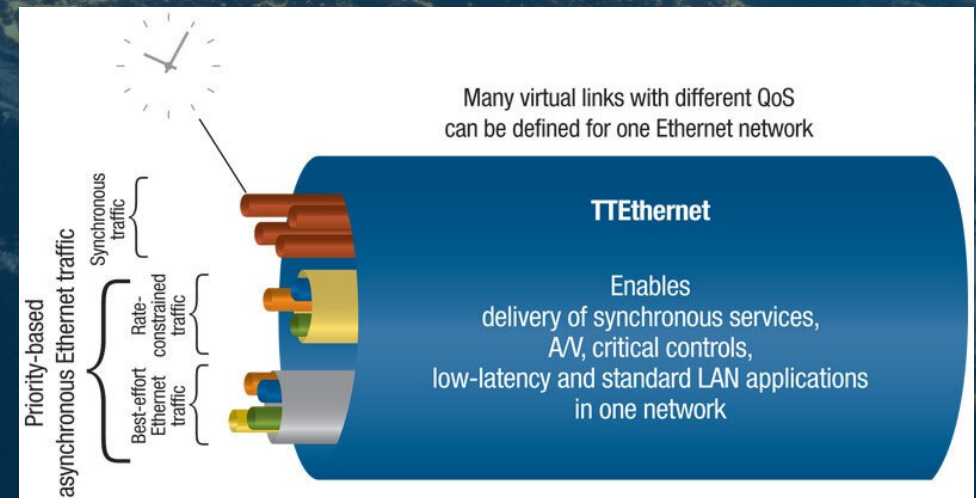 Many virtual links with different QoS
can be defined for one Ethernet network
TTEthernet
Enables
delivery of synchronous services,
A/V, critical controls,
low-latency and standard LAN applications
in one network
Synchronous
traffic
Priority-based
asynchronous Ethernet traffic
Rate-
constrained
traffic
Best-effort
Ethernet
traffic